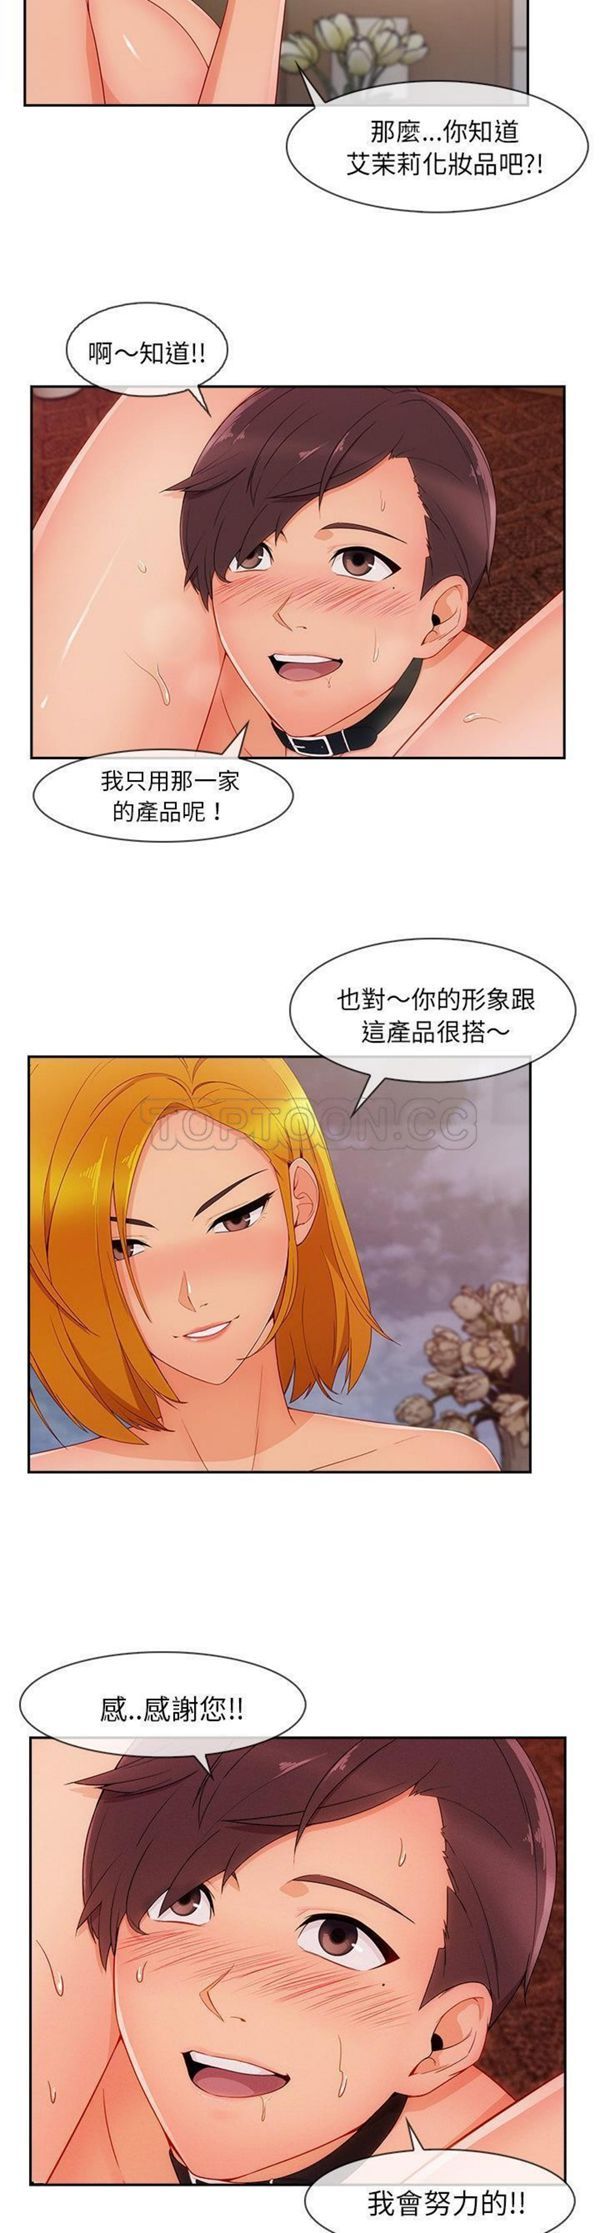 那麼...你知道
艾茉莉化妝品吧?!
啊～知道!!
我只用那一家
的產品呢！
也對～你的形象跟
這產品很搭～
TOPTOON.CC
感..感謝您!!
我會努力的!!